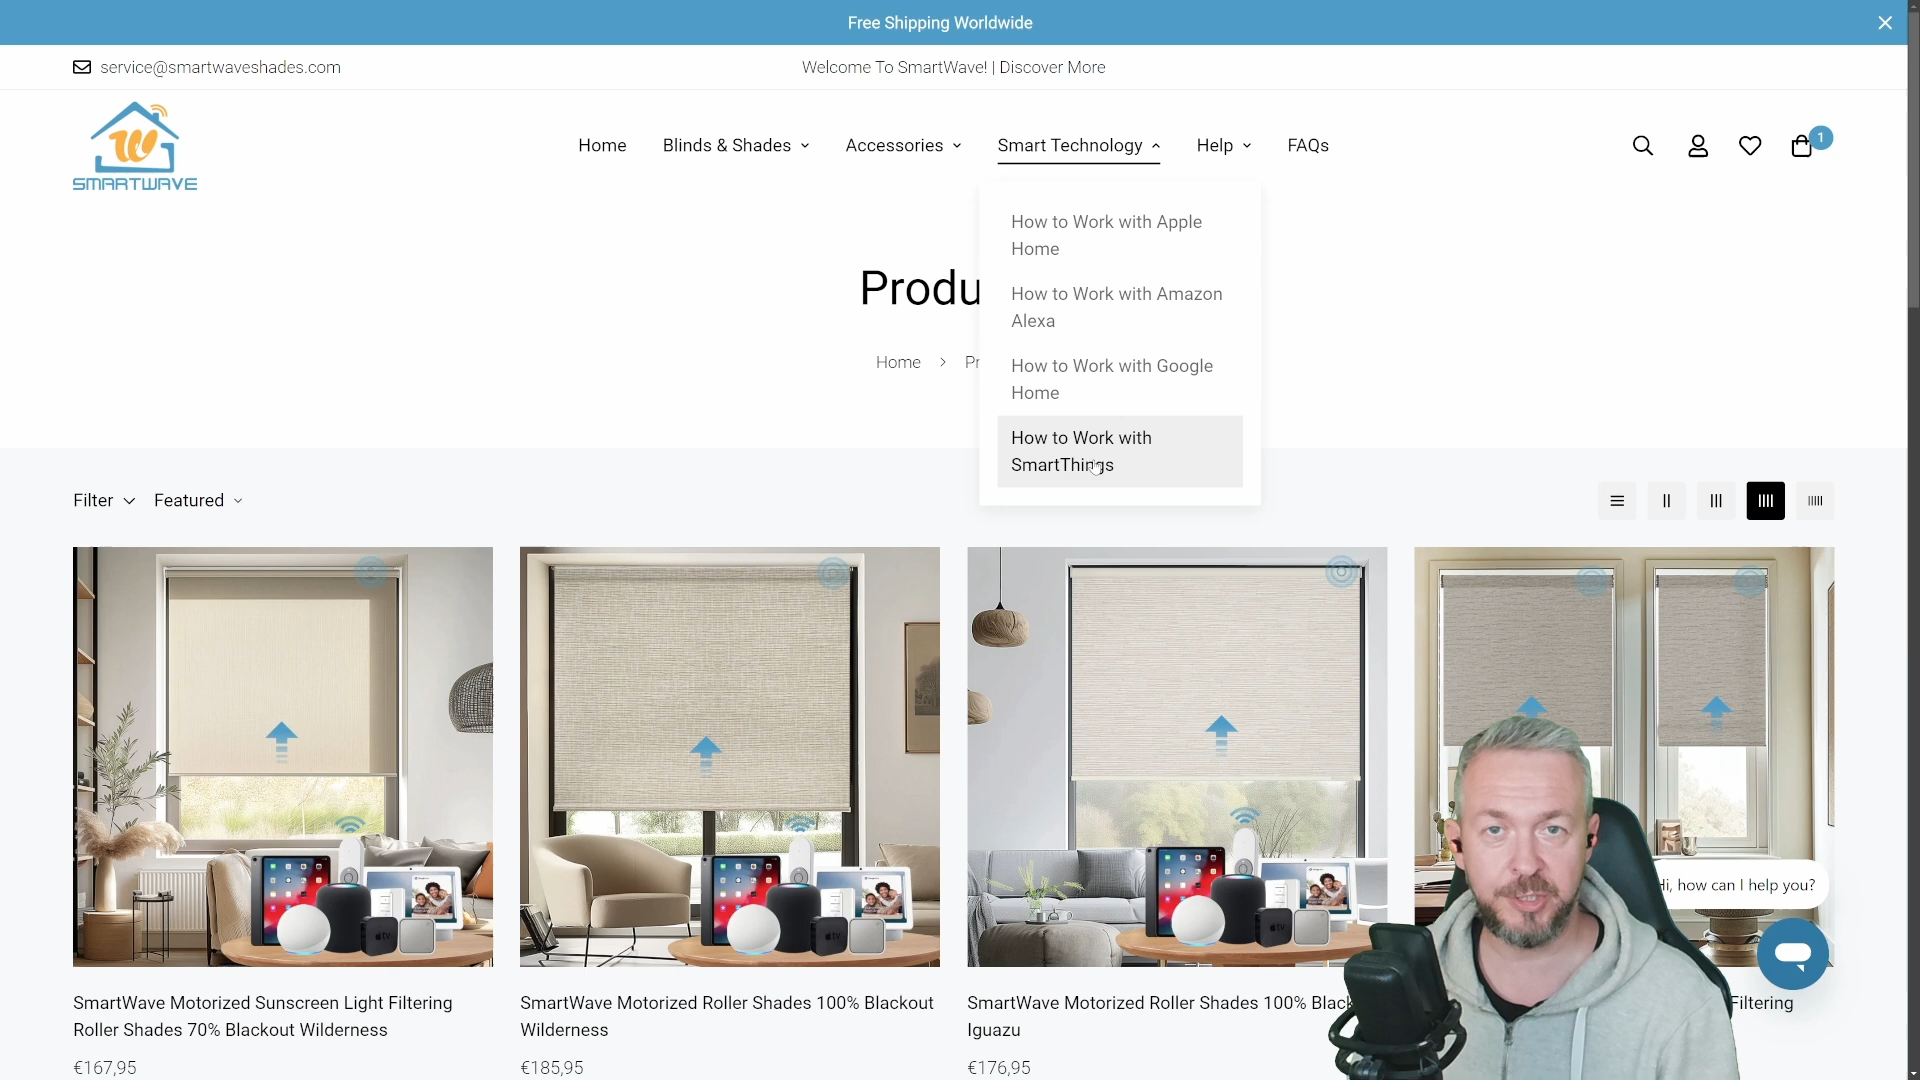 Free Shipping Worldwide
service@smartwaveshades.com
Welcome To SmartWave! | Discover More
SMARTWAVE
Home
Blinds & Shades
Accessories
Smart Technology
Help
FAQs
1
How to Work with Apple
Home
How to Work with Amazon
Alexa
How to Work with Google
Home
How to Work with
SmartThings
Produ
Home > Pr
Filter
Featured
Hi, how can I help you?
SmartWave Motorized Sunscreen Light Filtering
Roller Shades 70% Blackout Wilderness
€167,95
SmartWave Motorized Roller Shades 100% Blackout
Wilderness
€185,95
SmartWave Motorized Roller Shades 100% Black
Iguazu
€176,95
Filtering